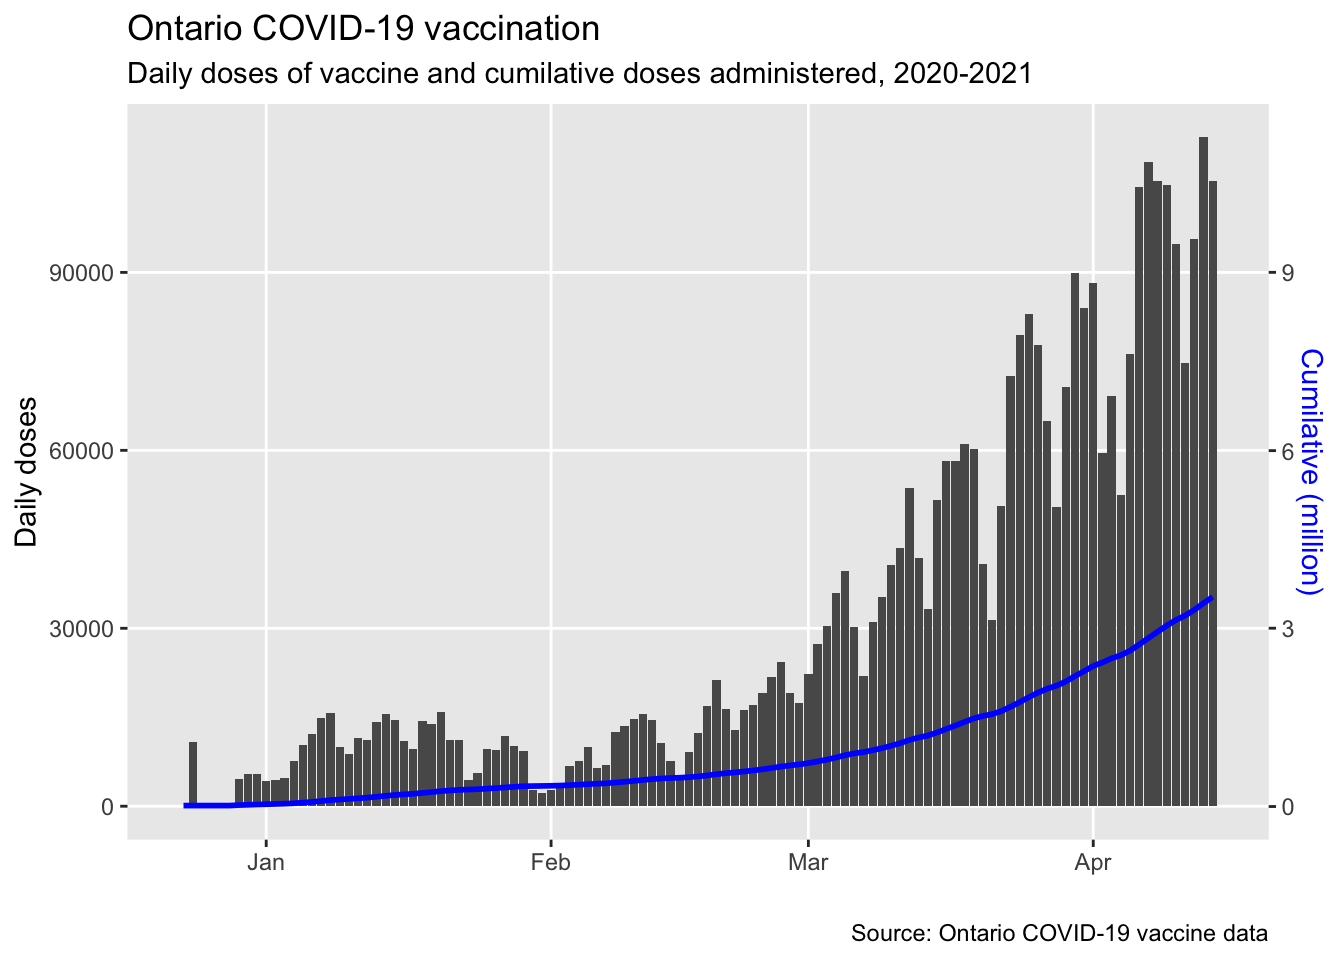 Ontario COVID-19 vaccination
Daily doses of vaccine and cumilative doses administered, 2020-2021
Daily doses
90000
60000
30000
0
9
6
3
0
Cumilative (million)
Jan
Feb
Mar
Apr
Source: Ontario COVID-19 vaccine data